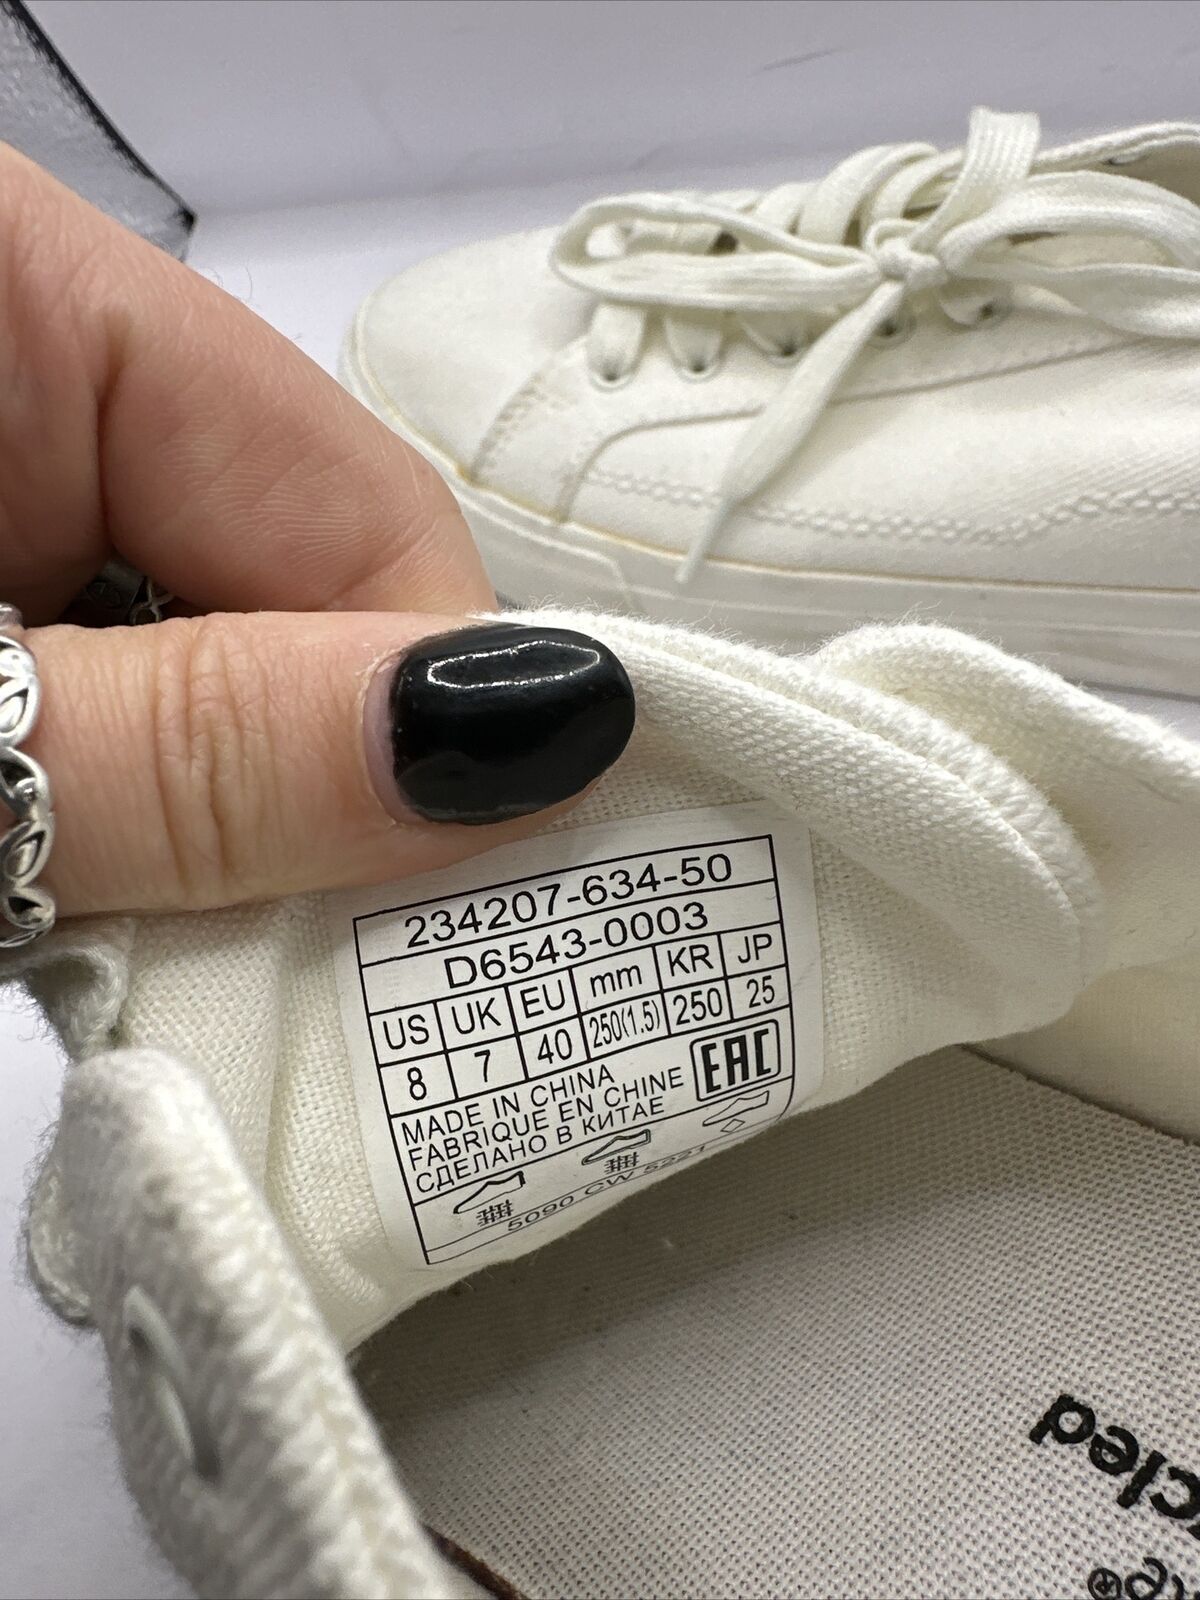 234207-634-50
D6543-0003
US UK EU mm KR JP
8 7 40 250(1.5) 250 25
MADE IN CHINA
FABRIQUE EN CHINE
СДЕЛАНО В КИТАЕ
EAC
5090 CW 5221